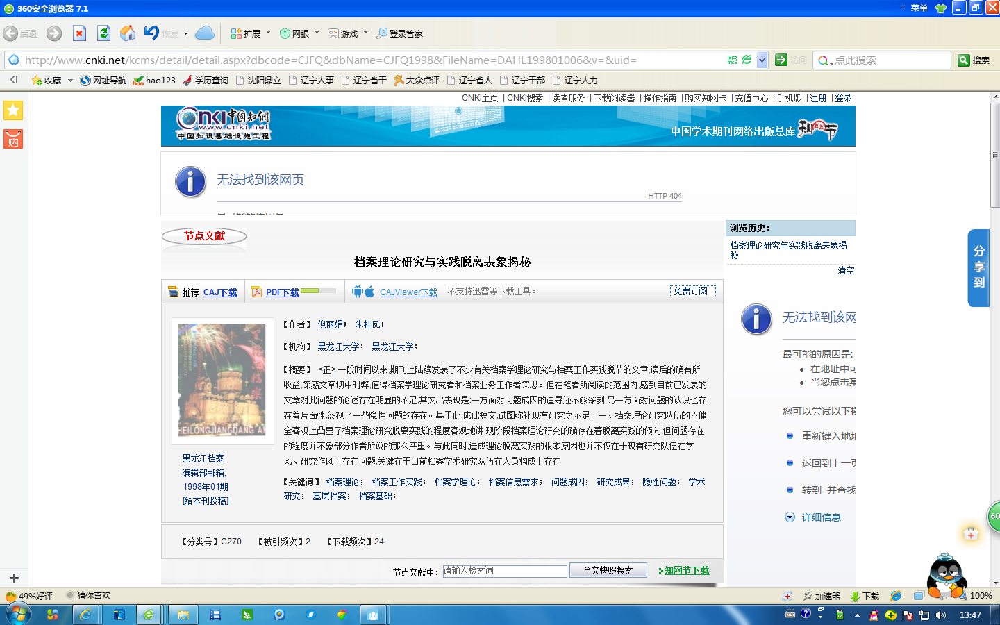 360安全浏览器 7.1
菜单
后退
恢复
扩展
网银
游戏
登录管家
http://www.cnki.net/kcms/detail/detail.aspx?dbcode=CJFQ&dbName=CJFQ1998&FileName=DAHL199801006&v=&uid=
访问
点此搜索
搜索
收藏
网址导航
hao123
学历查询
沈阳鼎立
辽宁人事
辽宁省干
大众点评
辽宁省人
辽宁干部
辽宁人力
CNKI主页 | CNKI搜索 | 读者服务 | 下载阅读器 | 操作指南 | 购买知网卡 | 充值中心 | 手机版 | 注册 | 登录
Cnki中国知网
www.cnki.net
中国知识基础设施工程
中国学术期刊网络出版总库
购
无法找到该网页
HTTP 404
节点文献
档案理论研究与实践脱离表象揭秘
推荐 CAJ下载
PDF下载
CAJViewer下载
不支持迅雷等下载工具。
免费订阅
【作者】 倪丽娟； 朱桂凤；
【机构】 黑龙江大学； 黑龙江大学；
【摘要】 <正> 一段时间以来,期刊上陆续发表了不少有关档案学理论研究与档案工作实践脱节的文章,读后的确有所
收益,深感文章切中时弊,值得档案学理论研究者和档案业务工作者深思。但在笔者所阅读的范围内,感到目前已发表的
文章对此问题的论述存在明显的不足,其突出表现是:一方面对问题成因的追寻还不够深刻;另一方面对问题的认识也存
在着片面性,忽视了一些隐性问题的存在。基于此,成此短文,试图弥补现有研究之不足。一、档案理论研究队伍的不健
全客观上凸显了档案理论研究脱离实践的程度客观地讲,现阶段档案理论研究的确存在着脱离实践的倾向,但问题存在
的程度并不象部分作者所说的那么严重。与此同时,造成理论脱离实践的根本原因也并不仅在于现有研究队伍在学
风、研究作风上存在问题,关键在于目前档案学术研究队伍在人员构成上存在
【关键词】 档案理论； 档案工作实践； 档案学理论； 档案信息需求； 问题成因； 研究成果； 隐性问题； 学术
研究； 基层档案； 档案基础；
HEILONGJIANGDANG AN
黑龙江档案
编辑部邮箱,
1998年01期
[给本刊投稿]
【分类号】G270 【被引频次】2 【下载频次】24
节点文献中:
请输入检索词
全文快照搜索
知网节下载
浏览历史：
档案理论研究与实践脱离表象揭
秘
清空
无法找到该网
最可能的原因是:
在地址中可
当您点击某
您可以尝试以下
重新键入地址
返回到上一页
转到 并查找
详细信息
分享到
60
49%好评
猜你喜欢
加速器
下载
100%
13:47